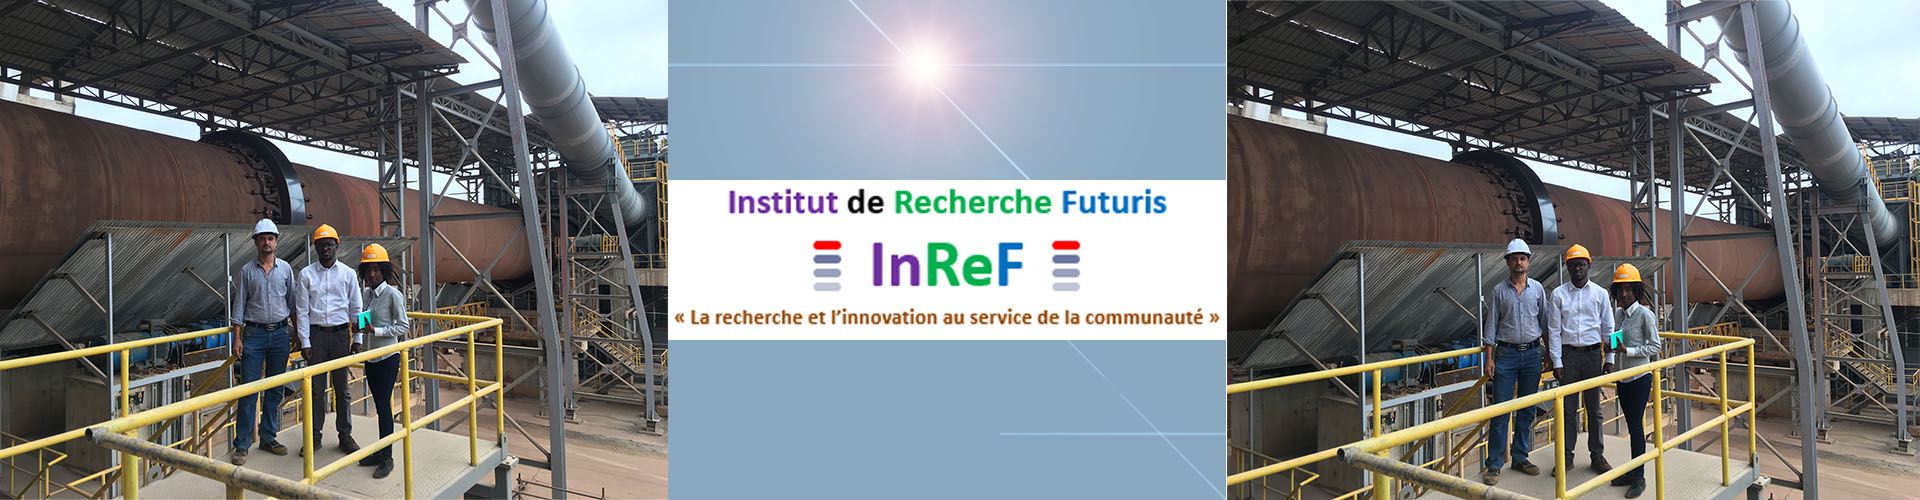 Institut de Recherche Futuris
InReF
« La recherche et l’innovation au service de la communauté »